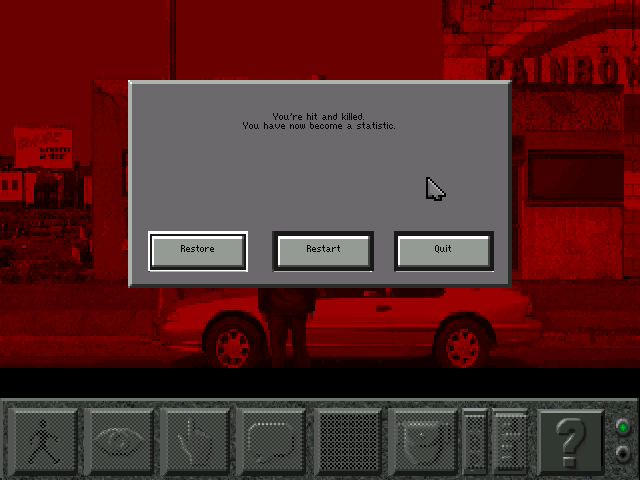 RAINBOW
You're hit and killed.
You have now become a statistic.
Restore
Restart
Quit
?